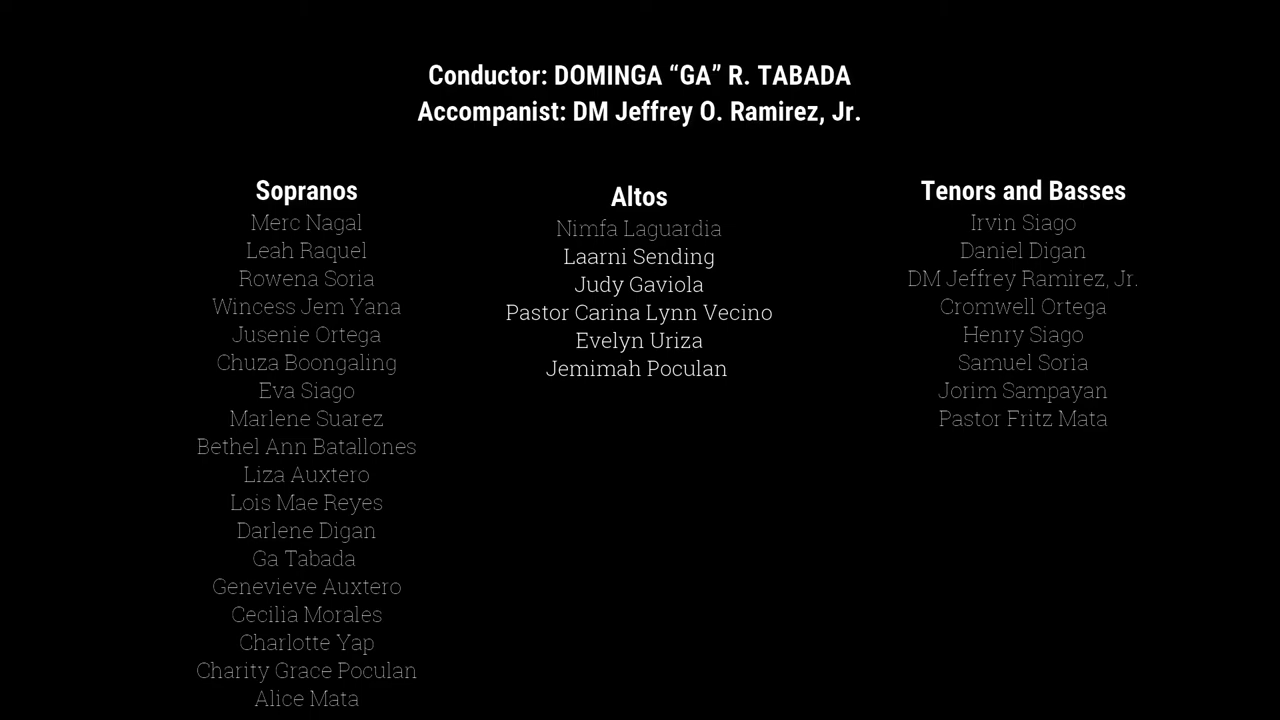 Conductor: DOMINGA “GA” R. TABADA
Accompanist: DM Jeffrey O. Ramirez, Jr.
Sopranos
Merc Nagal
Leah Raquel
Rowena Soria
Wincess Jem Yana
Jusenie Ortega
Chuza Boongaling
Eva Siago
Marlene Suarez
Bethel Ann Batallones
Liza Auxtero
Lois Mae Reyes
Darlene Digan
Ga Tabada
Genevieve Auxtero
Cecilia Morales
Charlotte Yap
Charity Grace Poculan
Alice Mata
Altos
Nimfa Laguardia
Laarni Sending
Judy Gaviola
Pastor Carina Lynn Vecino
Evelyn Uriza
Jemimah Poculan
Tenors and Basses
Irvin Siago
Daniel Digan
DM Jeffrey Ramirez, Jr.
Cromwell Ortega
Henry Siago
Samuel Soria
Jorim Sampayan
Pastor Fritz Mata